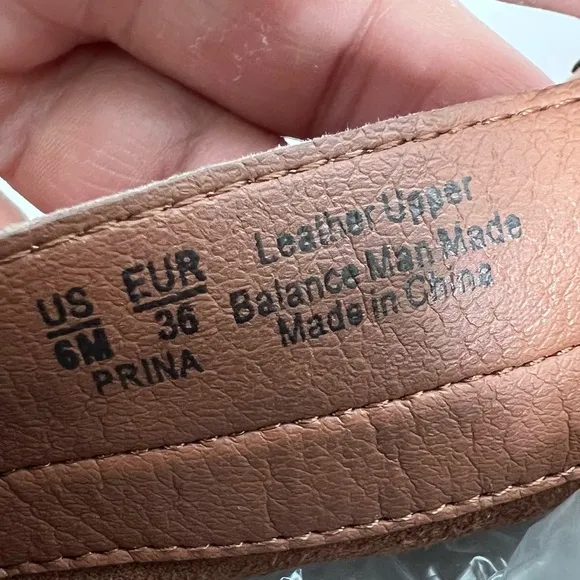 US EUR
6M 36
PRINA
Leather Upper
Balance Man Made
Made in China